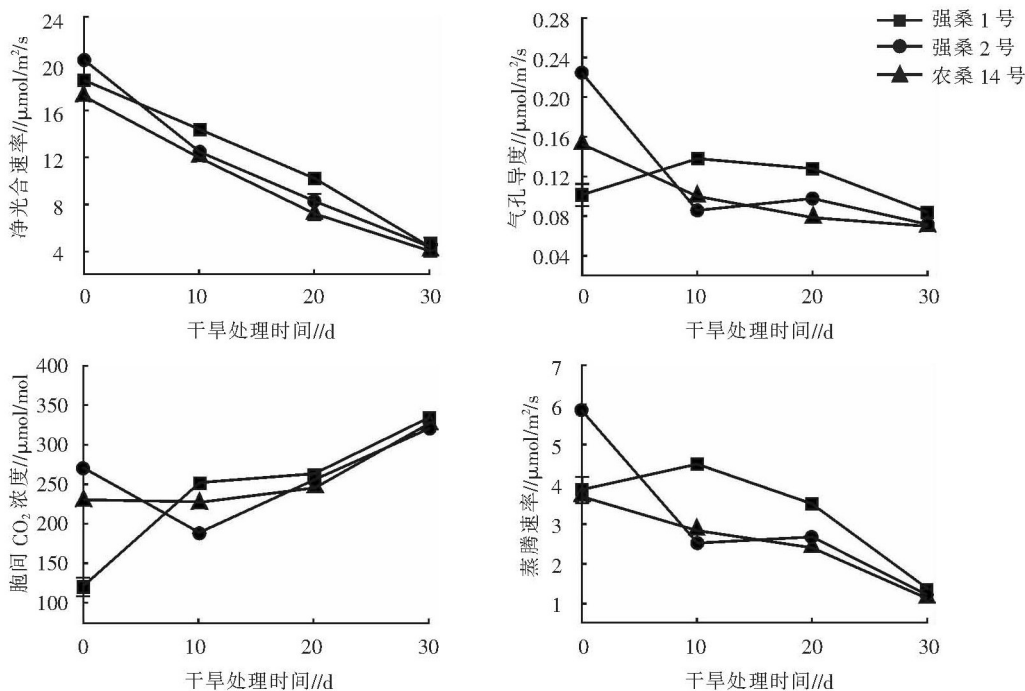 24
20
16
12
8
4
净光合速率//μmol/m²/s
0 10 20 30
干旱处理时间//d
0.28
0.24
0.20
0.16
0.12
0.08
0.04
气孔导度//μmol/m²/s
0 10 20 30
干旱处理时间//d
强桑 1 号
强桑 2 号
农桑 14 号
400
350
300
250
200
150
100
胞间 CO₂ 浓度//μmol/mol
0 10 20 30
干旱处理时间//d
7
6
5
4
3
2
1
蒸腾速率//μmol/m²/s
0 10 20 30
干旱处理时间//d